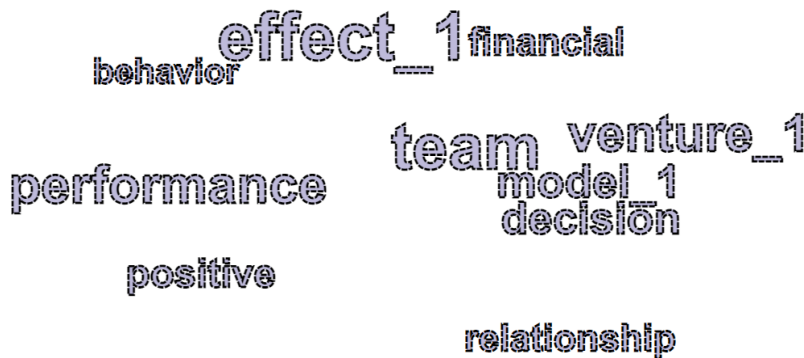 effect_1
financial
behavior
team
venture_1
performance
model_1
decision
positive
relationship